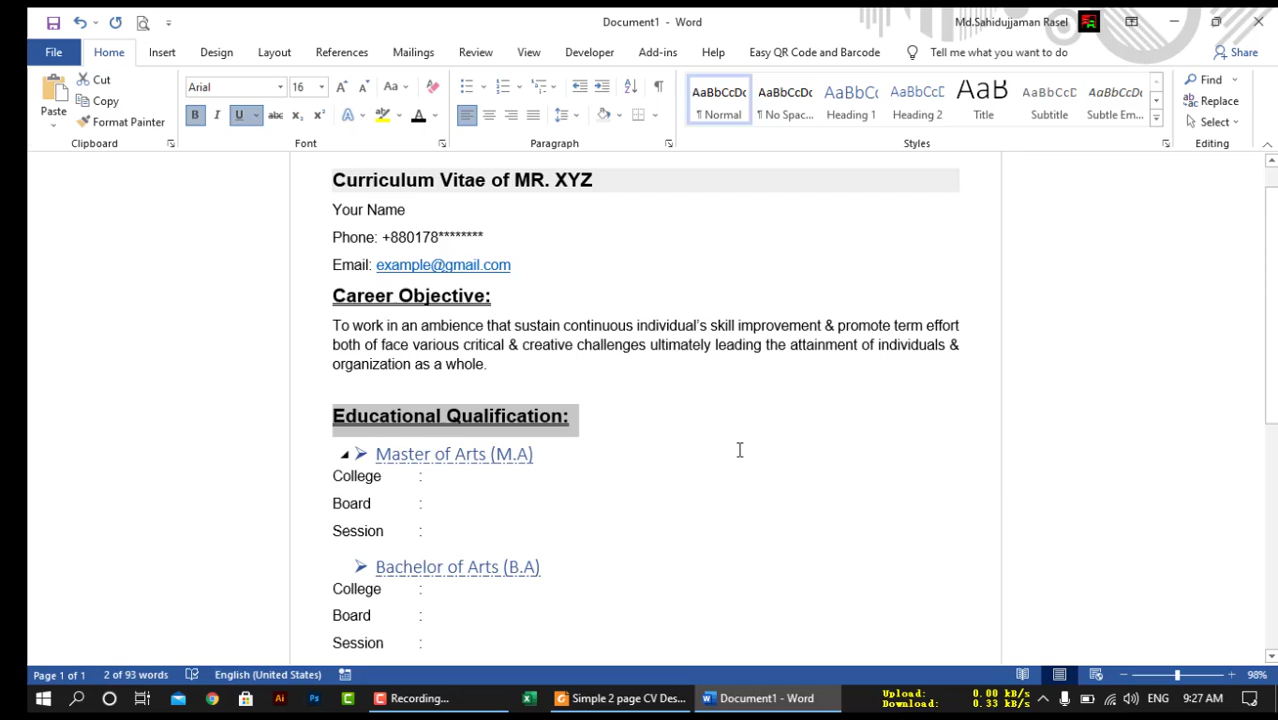 Document1 - Word
Md.Sahidujjaman Rasel
File Home Insert Design Layout References Mailings Review View Developer Add-ins Help Easy QR Code and Barcode Tell me what you want to do Share
Cut
Copy
Format Painter
Paste
Clipboard
Arial 16
Font
Paragraph
AaBbCcDc AaBbCcDc AaBbCc AaBbCcC AaB AaBbCcC AaBbCcDc
¶ Normal ¶ No Spac... Heading 1 Heading 2 Title Subtitle Subtle Em...
Styles
Find
Replace
Select
Editing
Curriculum Vitae of MR. XYZ
Your Name
Phone: +880178********
Email: example@gmail.com
Career Objective:
To work in an ambience that sustain continuous individual's skill improvement & promote term effort
both of face various critical & creative challenges ultimately leading the attainment of individuals &
organization as a whole.
Educational Qualification:
Master of Arts (M.A)
College :
Board :
Session :
Bachelor of Arts (B.A)
College :
Board :
Session :
Page 1 of 1 2 of 93 words English (United States) 98%
Recording... Simple 2 page CV Des... Document1 - Word
Upload: 0.00 kB/s
Download: 0.33 kB/s
ENG 9:27 AM